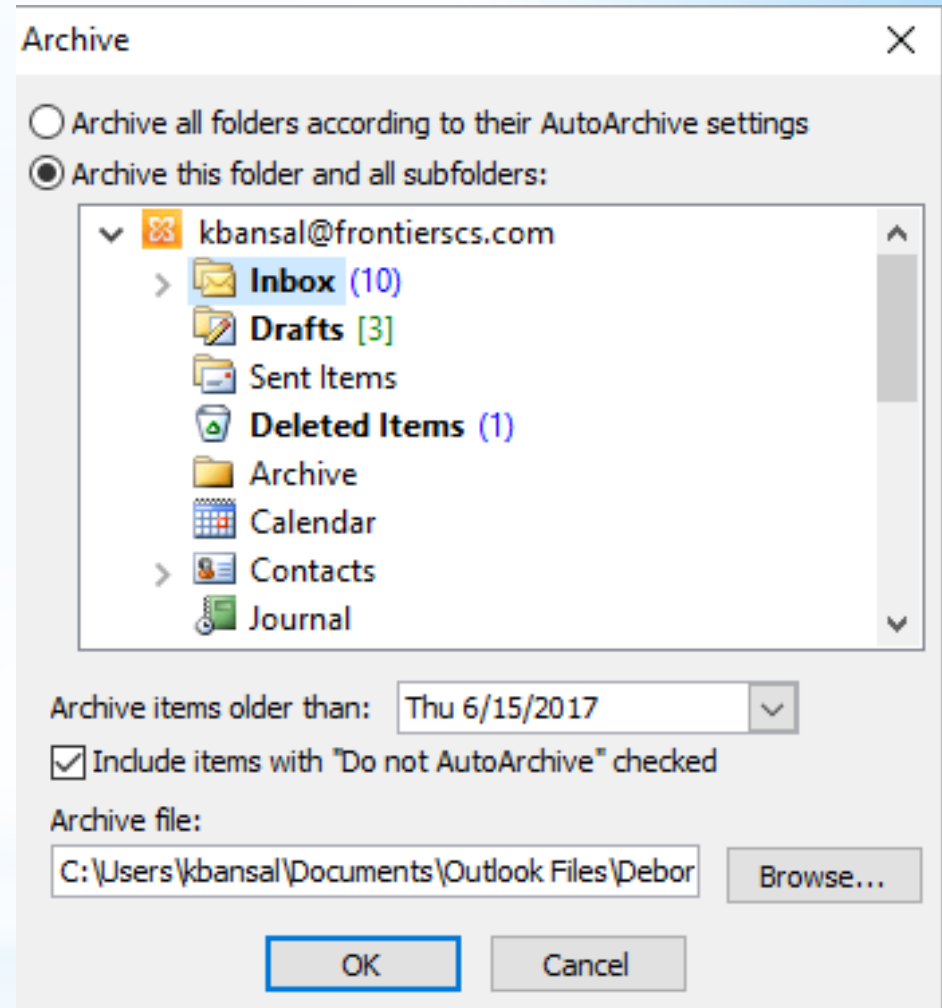 Archive
Archive all folders according to their AutoArchive settings
Archive this folder and all subfolders:
kbansal@frontierscs.com
Inbox (10)
Drafts [3]
Sent Items
Deleted Items (1)
Archive
Calendar
Contacts
Journal
Archive items older than: Thu 6/15/2017
Include items with "Do not AutoArchive" checked
Archive file:
C:\Users\kbansal\Documents\Outlook Files\Debor Browse...
OK Cancel